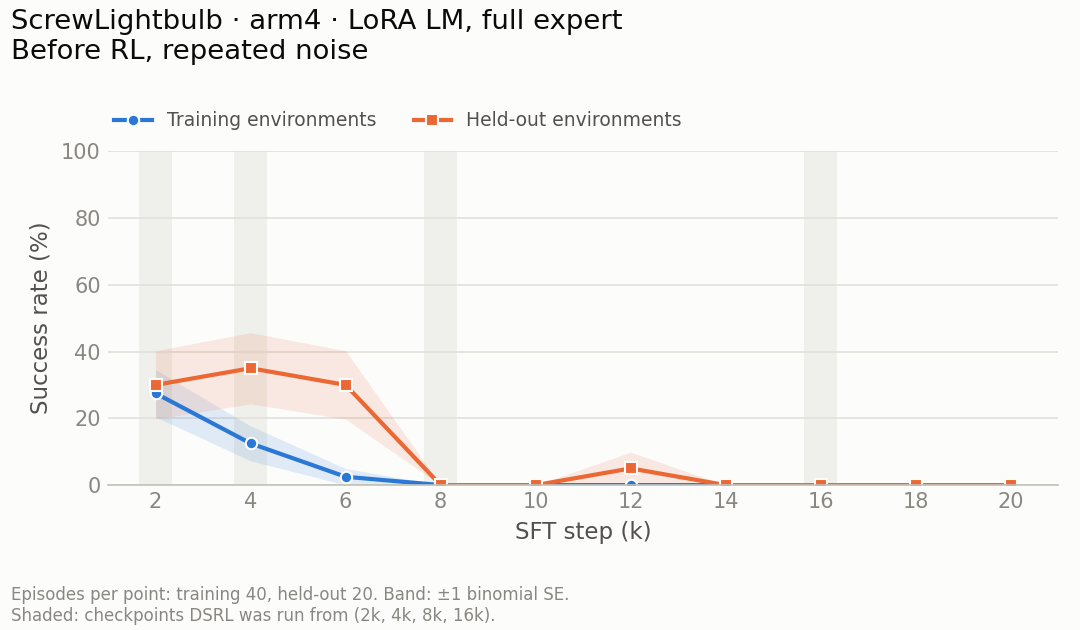 ScrewLightbulb · arm4 · LoRA LM, full expert
Before RL, repeated noise
Training environments
Held-out environments
Success rate (%)
100
80
60
40
20
0
2
4
6
8
10
12
14
16
18
20
SFT step (k)
Episodes per point: training 40, held-out 20. Band: ±1 binomial SE.
Shaded: checkpoints DSRL was run from (2k, 4k, 8k, 16k).